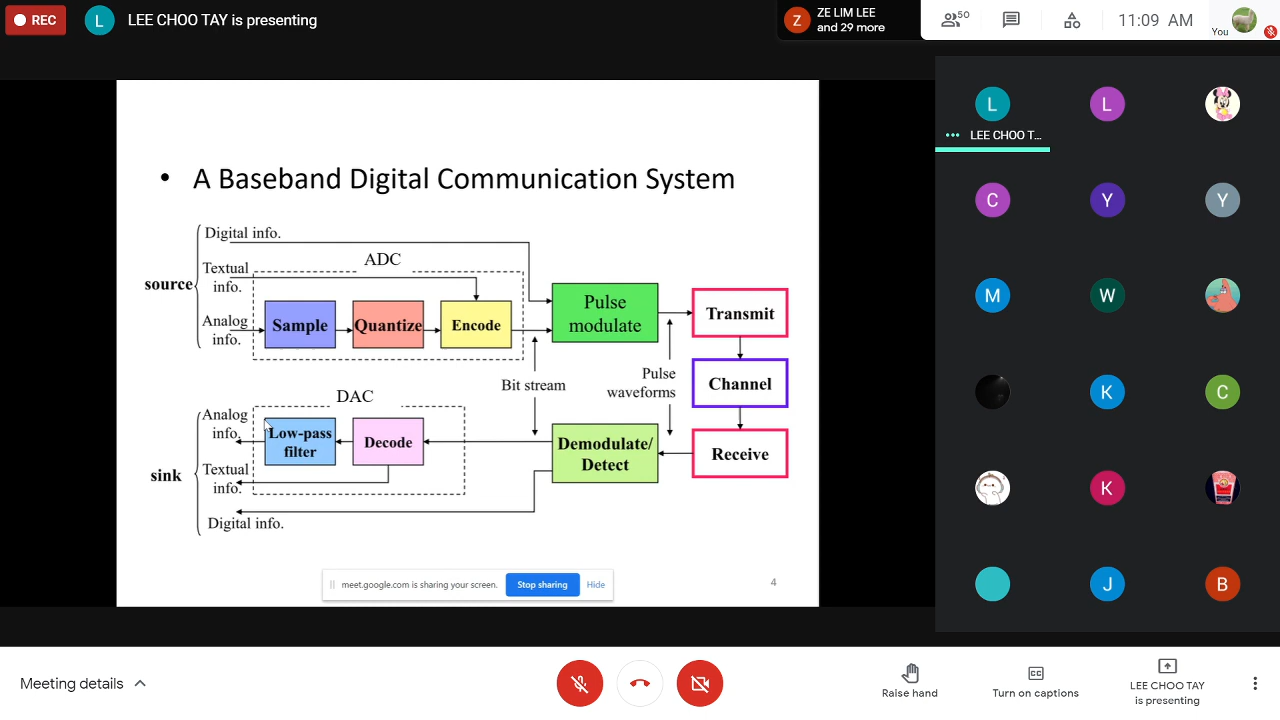 REC
L
LEE CHOO TAY is presenting
Z
ZE LIM LEE
and 29 more
50
11:09 AM
You
• A Baseband Digital Communication System
Digital info.
ADC
Textual
info.
source
Analog
info.
Sample
Quantize
Encode
Pulse
modulate
Transmit
Bit stream
Pulse
waveforms
Channel
DAC
Analog
info.
Low-pass
filter
Decode
Demodulate/
Detect
Receive
sink
Textual
info.
Digital info.
meet.google.com is sharing your screen.
Stop sharing
Hide
4
L
LEE CHOO T...
L
C
Y
Y
M
W
K
C
K
J
B
Meeting details
Raise hand
CC
Turn on captions
LEE CHOO TAY
is presenting